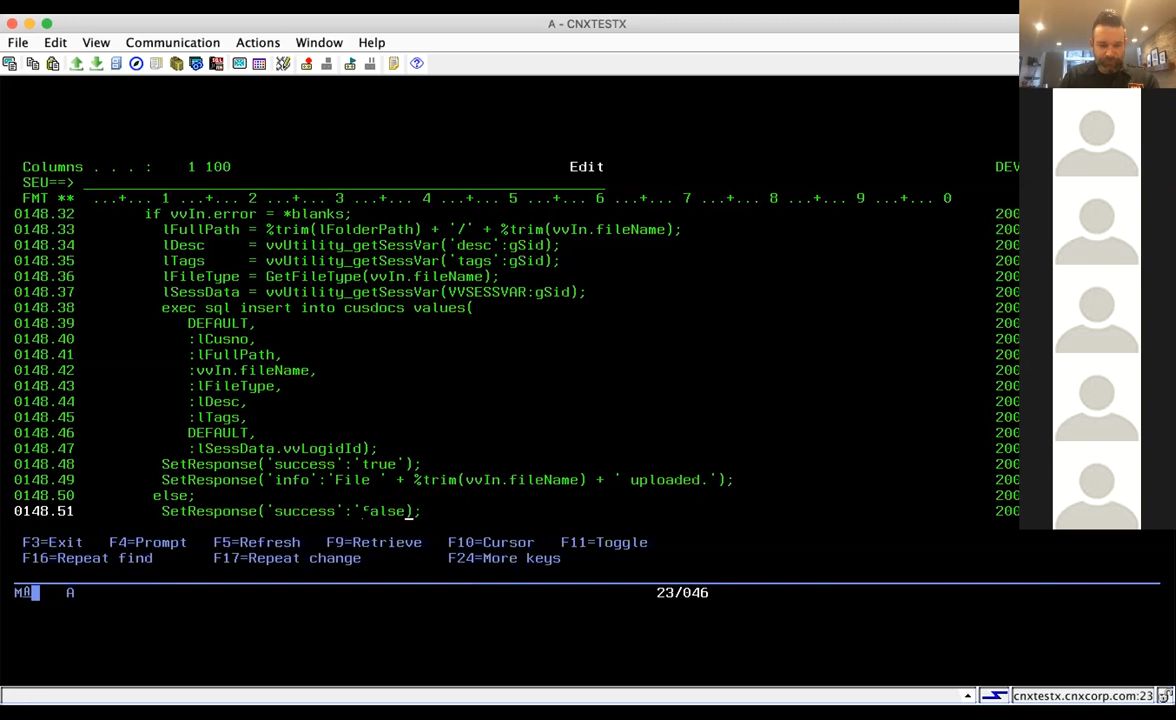 A - CNXTESTX
File Edit View Communication Actions Window Help
Columns . . . : 1 100 Edit DEV
SEU==>
FMT ** ...+... 1 ...+... 2 ...+... 3 ...+... 4 ...+... 5 ...+... 6 ...+... 7 ...+... 8 ...+... 9 ...+... 0
0148.32 if vvIn.error = *blanks; 200
0148.33 lFullPath = %trim(lFolderPath) + '/' + %trim(vvIn.fileName); 200
0148.34 lDesc = vvUtility_getSessVar('desc':gSid); 200
0148.35 lTags = vvUtility_getSessVar('tags':gSid); 200
0148.36 lFileType = GetFileType(vvIn.fileName); 200
0148.37 lSessData = vvUtility_getSessVar(VVSESSVAR:gSid); 200
0148.38 exec sql insert into cusdocs values( 200
0148.39 DEFAULT, 200
0148.40 :lCusno, 200
0148.41 :lFullPath, 200
0148.42 :vvIn.fileName, 200
0148.43 :lFileType, 200
0148.44 :lDesc, 200
0148.45 :lTags, 200
0148.46 DEFAULT, 200
0148.47 :lSessData.vvLogidId); 200
0148.48 SetResponse('success':'true'); 200
0148.49 SetResponse('info':'File ' + %trim(vvIn.fileName) + ' uploaded.'); 200
0148.50 else; 200
0148.51 SetResponse('success':'false); 200
F3=Exit F4=Prompt F5=Refresh F9=Retrieve F10=Cursor F11=Toggle
F16=Repeat find F17=Repeat change F24=More keys
MA A 23/046
cnxtestx.cnxcorp.com:23